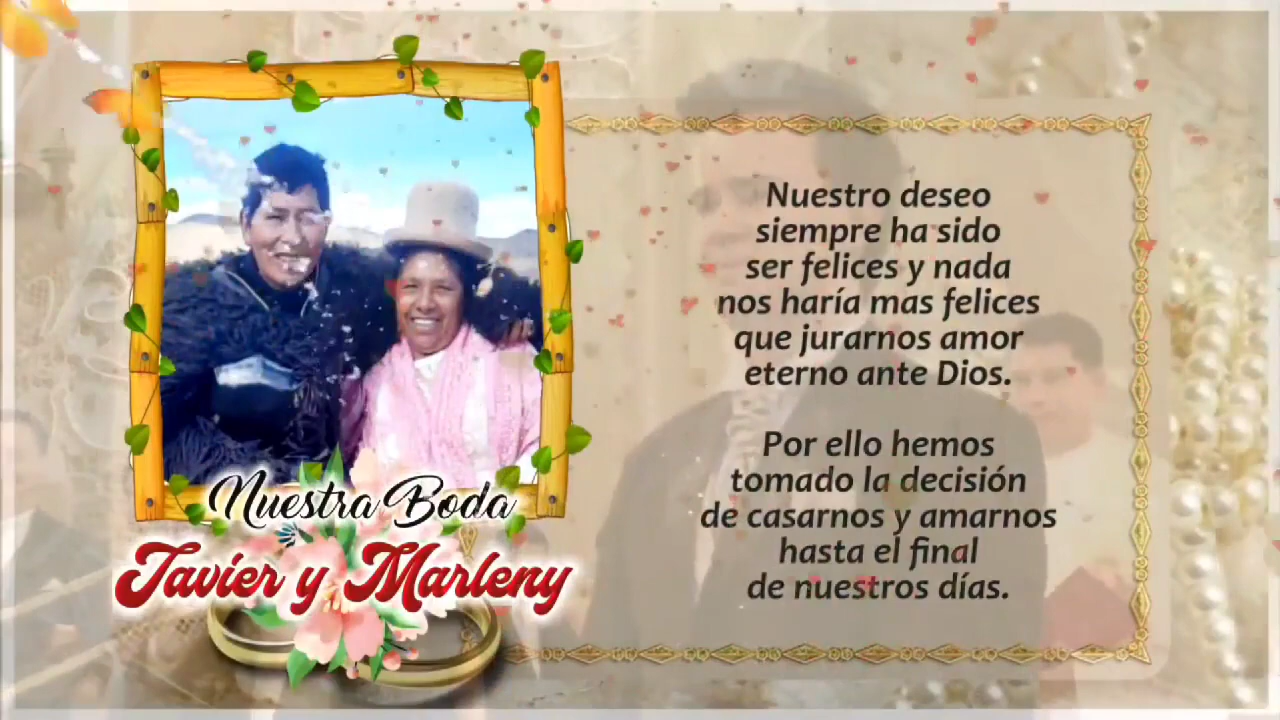 Nuestra Boda
Javier y Marleny
Nuestro deseo
siempre ha sido
ser felices y nada
nos haría mas felices
que jurarnos amor
eterno ante Dios.
Por ello hemos
tomado la decisión
de casarnos y amarnos
hasta el final
de nuestros días.